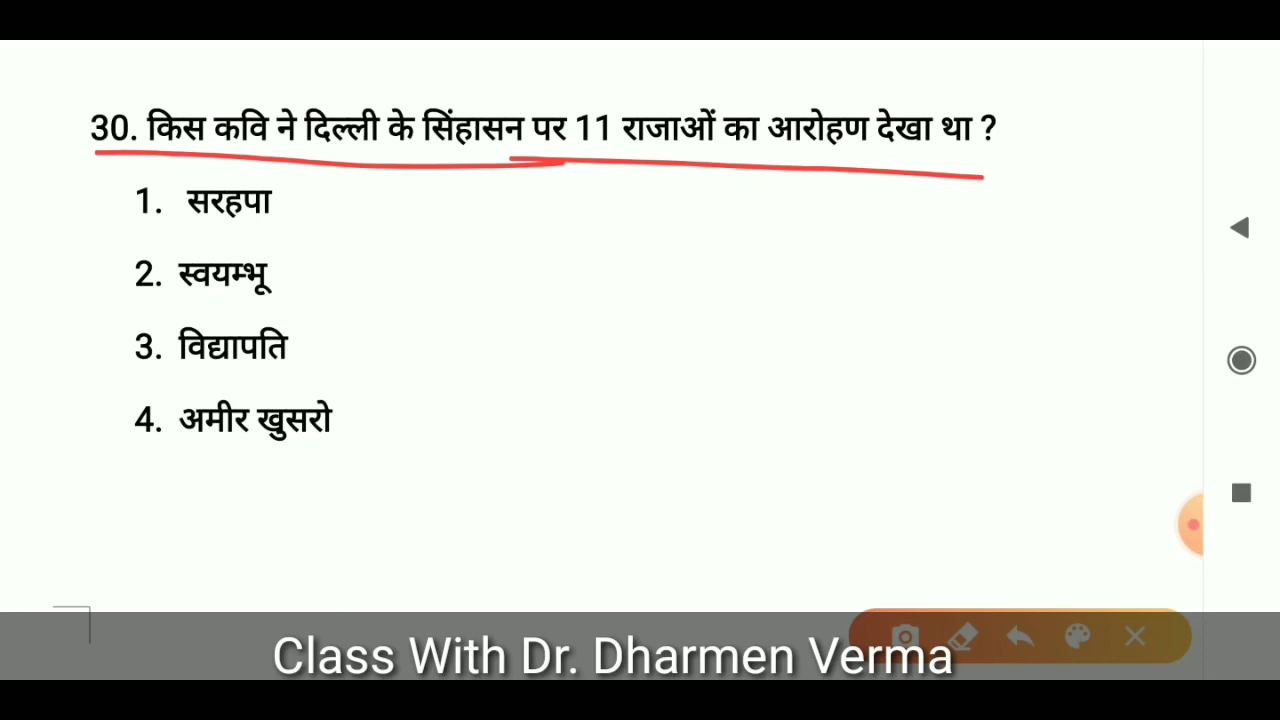 30. किस कवि ने दिल्ली के सिंहासन पर 11 राजाओं का आरोहण देखा था ?
1. सरहपा
2. स्वयम्भू
3. विद्यापति
4. अमीर खुसरो
Class With Dr. Dharmen Verma